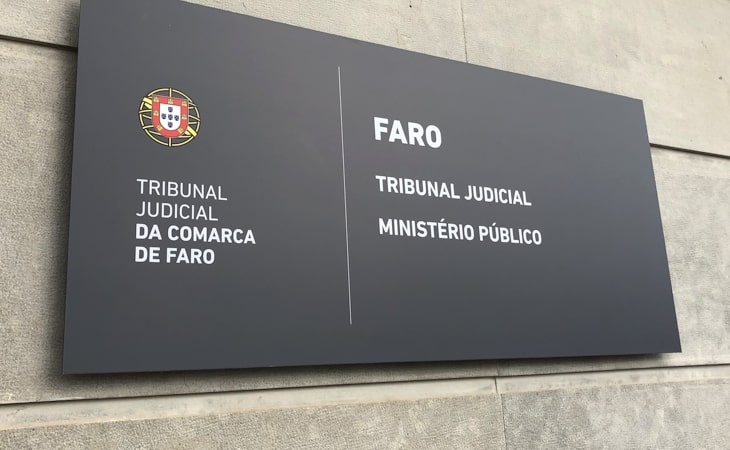 TRIBUNAL
JUDICIAL
DA COMARCA
DE FARO
FARO
TRIBUNAL JUDICIAL
MINISTÉRIO PÚBLICO